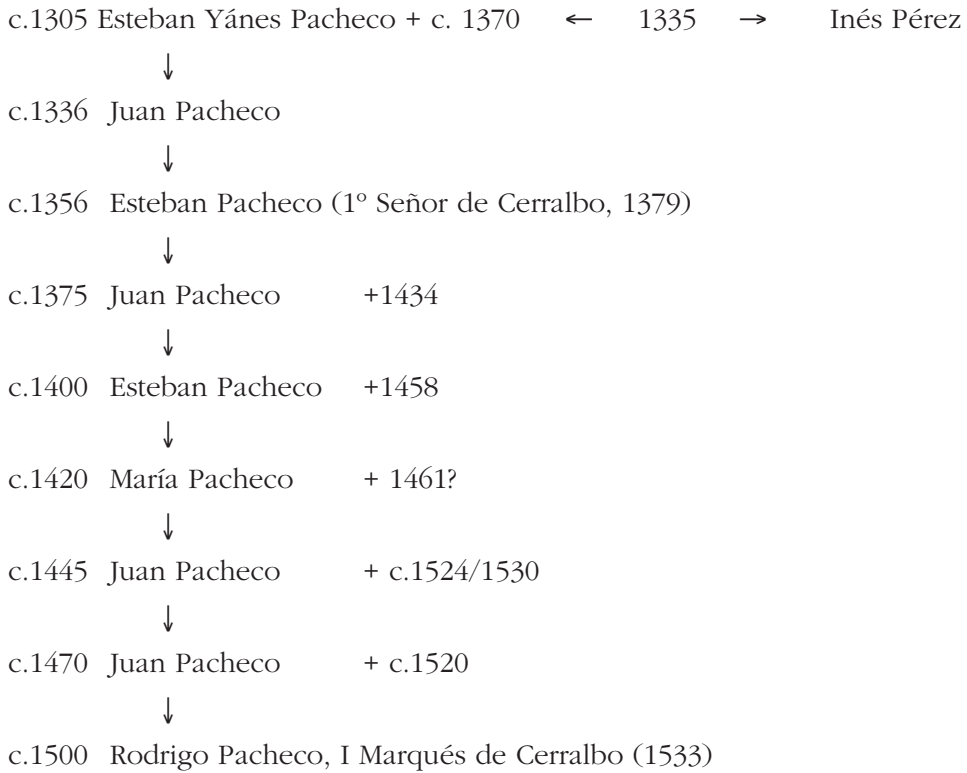 c.1305 Esteban Yánes Pacheco + c. 1370 ← 1335 → Inés Pérez
↓
c.1336 Juan Pacheco
↓
c.1356 Esteban Pacheco (1º Señor de Cerralbo, 1379)
↓
c.1375 Juan Pacheco +1434
↓
c.1400 Esteban Pacheco +1458
↓
c.1420 María Pacheco + 1461?
↓
c.1445 Juan Pacheco + c.1524/1530
↓
c.1470 Juan Pacheco + c.1520
↓
c.1500 Rodrigo Pacheco, I Marqués de Cerralbo (1533)